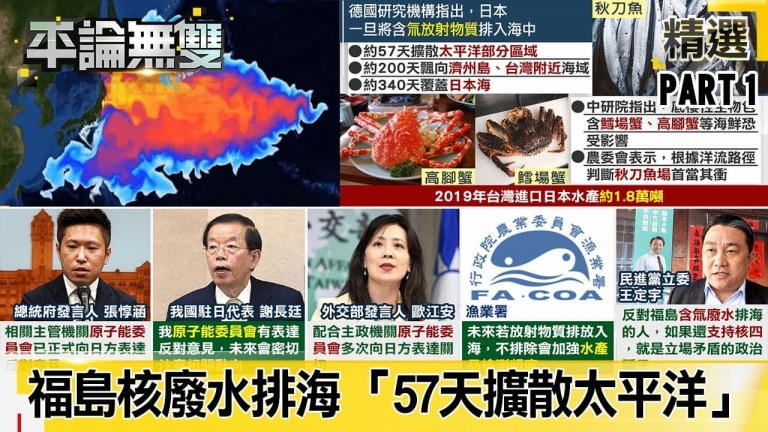 平論無雙
精選
PART 1
德國研究機構指出，日本
一旦將含氚放射物質排入海中
●約57天擴散太平洋部分區域
●約200天飄向濟州島、台灣附近海域
●約340天覆蓋日本海
秋刀魚
高腳蟹
鱈場蟹
●中研院指出，底棲性生物包
含鱈場蟹、高腳蟹等海鮮恐
受影響
●農委會表示，根據洋流路徑
判斷秋刀魚場首當其衝
2019年台灣進口日本水產約1.8萬噸
總統府發言人 張惇涵
相關主管機關原子能委
員會已正式向日方表達
我國駐日代表 謝長廷
我原子能委員會有表達
反對意見，未來會密切
外交部發言人 歐江安
配合主政機關原子能委
員會多次向日方表達關
行政院農業委員會漁業署
FA·COA
漁業署
未來若放射物質排放入
海，不排除會加強水產
民進黨立委
王定宇
反對福島含氚廢水排海
的人，如果還支持核四
，就是立場矛盾的政治
福島核廢水排海「57天擴散太平洋」